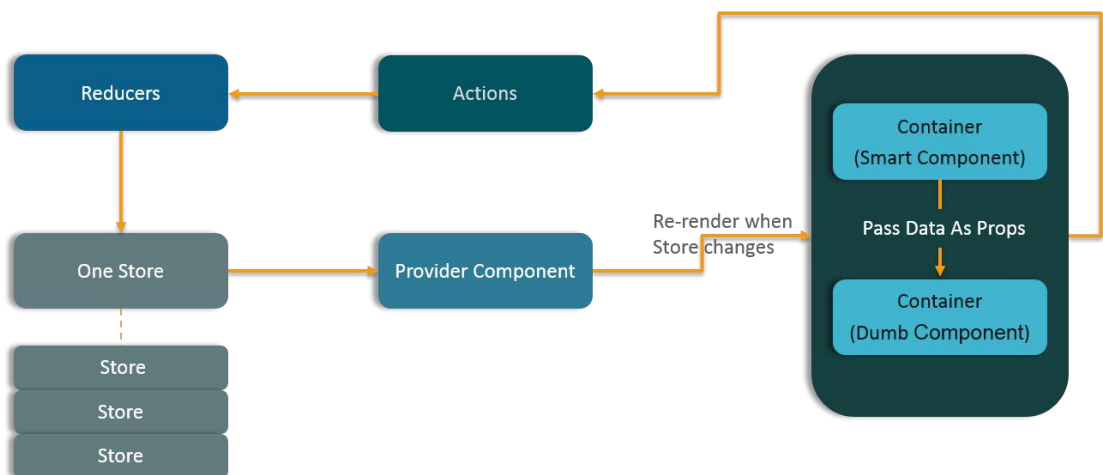 Reducers
Actions
Container
(Smart Component)
Re-render when
Store changes
Pass Data As Props
One Store
Provider Component
Container
(Dumb Component)
Store
Store
Store